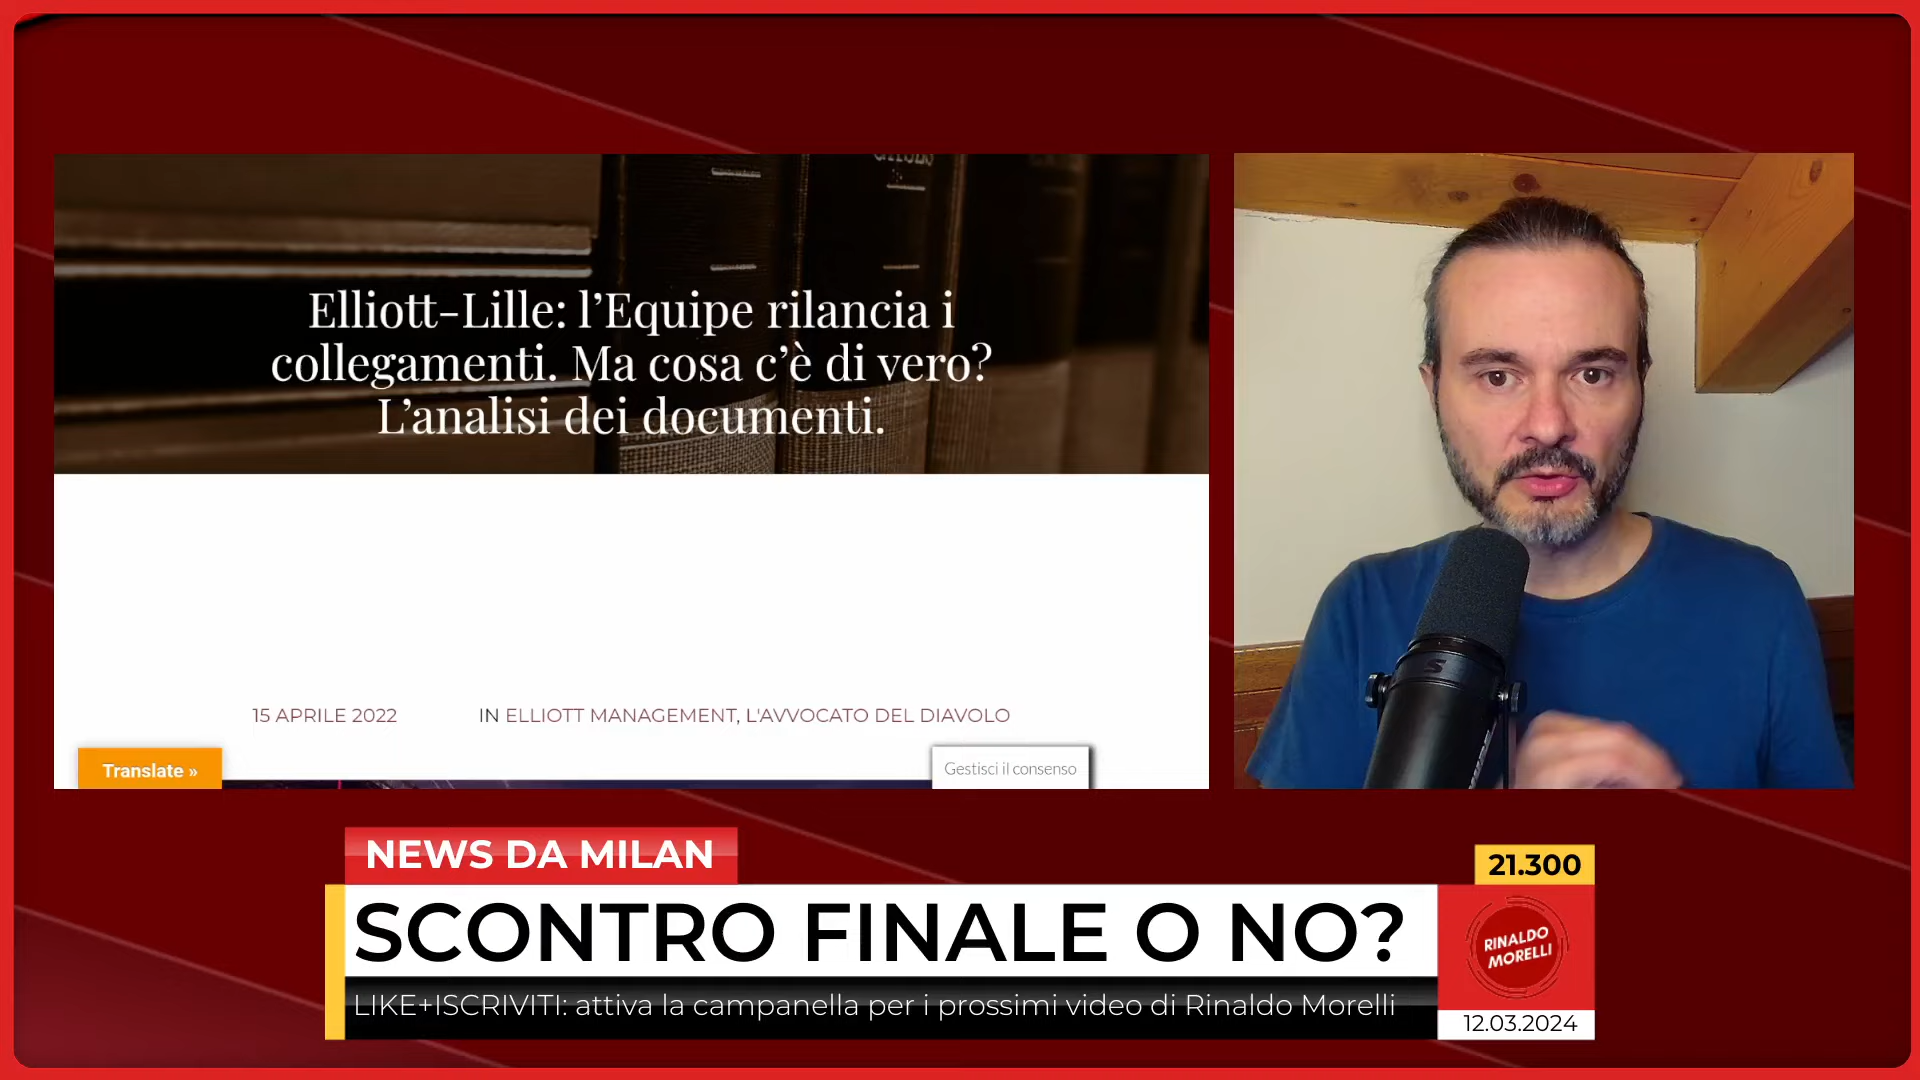 Elliott-Lille: l’Equipe rilancia i
collegamenti. Ma cosa c’è di vero?
L’analisi dei documenti.
15 APRILE 2022
IN ELLIOTT MANAGEMENT, L'AVVOCATO DEL DIAVOLO
Translate »
Gestisci il consenso
NEWS DA MILAN
21.300
SCONTRO FINALE O NO?
RINALDO
MORELLI
LIKE+ISCRIVITI: attiva la campanella per i prossimi video di Rinaldo Morelli
12.03.2024